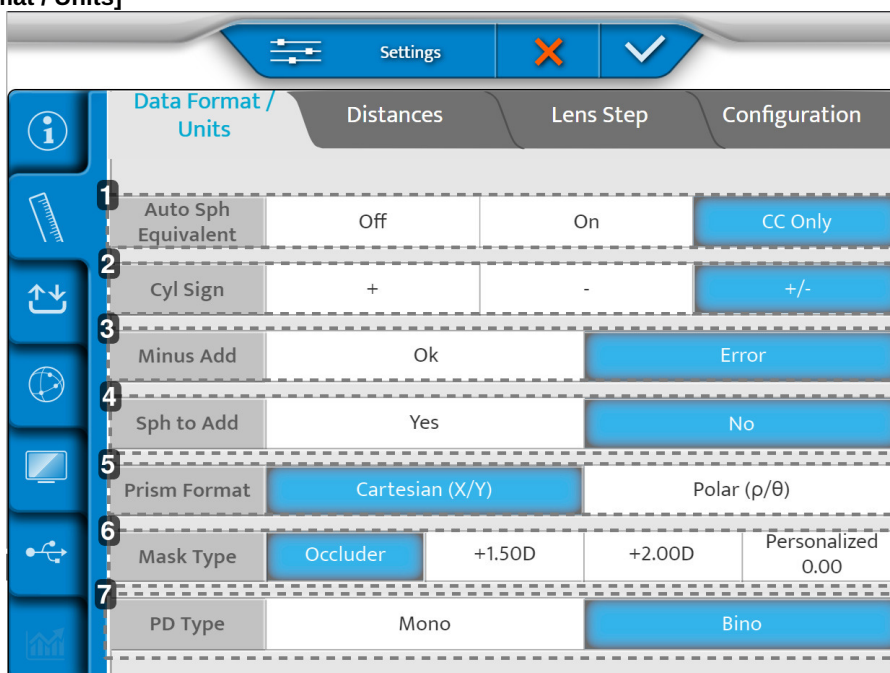 mat / Units]
Settings
Data Format /
Units
Distances
Lens Step
Configuration
1
Auto Sph
Equivalent
Off
On
CC Only
2
Cyl Sign
+
-
+/-
3
Minus Add
Ok
Error
4
Sph to Add
Yes
No
5
Prism Format
Cartesian (X/Y)
Polar (ρ/θ)
6
Mask Type
Occluder
+1.50D
+2.00D
Personalized
0.00
7
PD Type
Mono
Bino